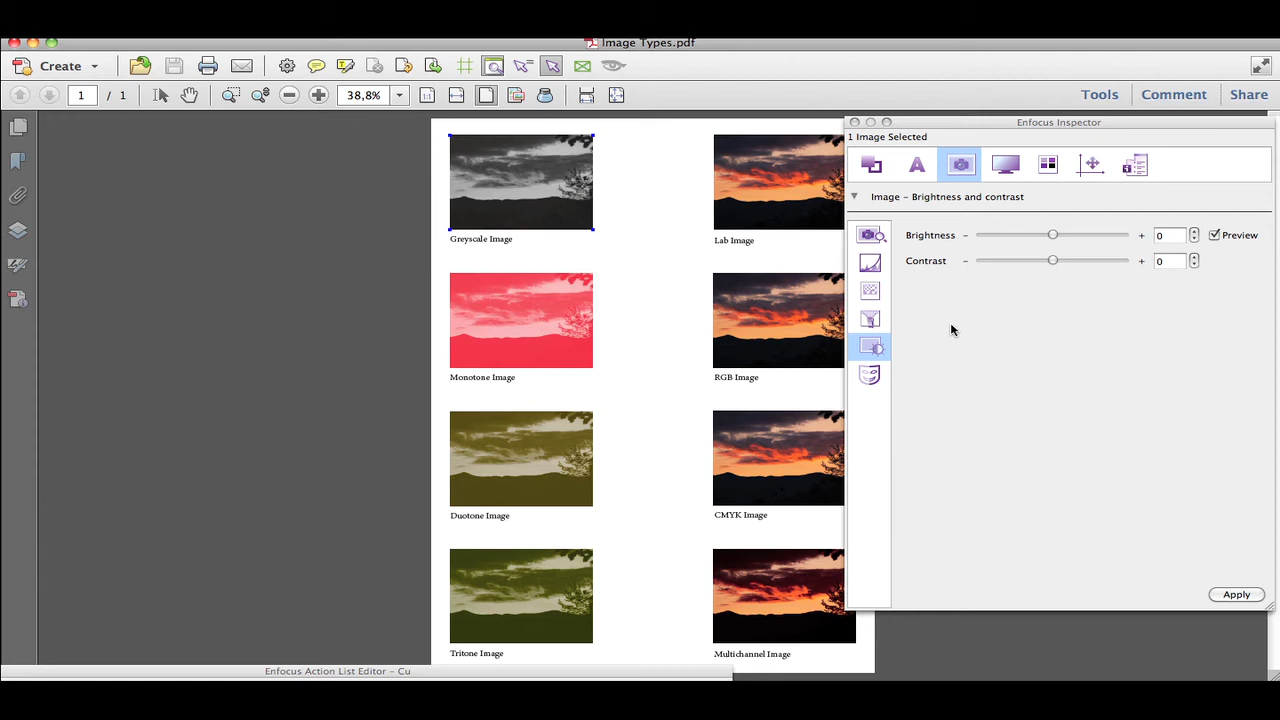 Image Types.pdf
Create
1 / 1
38,8%
Tools
Comment
Share
Enfocus Inspector
1 Image Selected
Image – Brightness and contrast
Brightness – + 0 Preview
Contrast – + 0
Apply
Greyscale Image
Lab Image
Monotone Image
RGB Image
Duotone Image
CMYK Image
Tritone Image
Multichannel Image
Enfocus Action List Editor – Cu